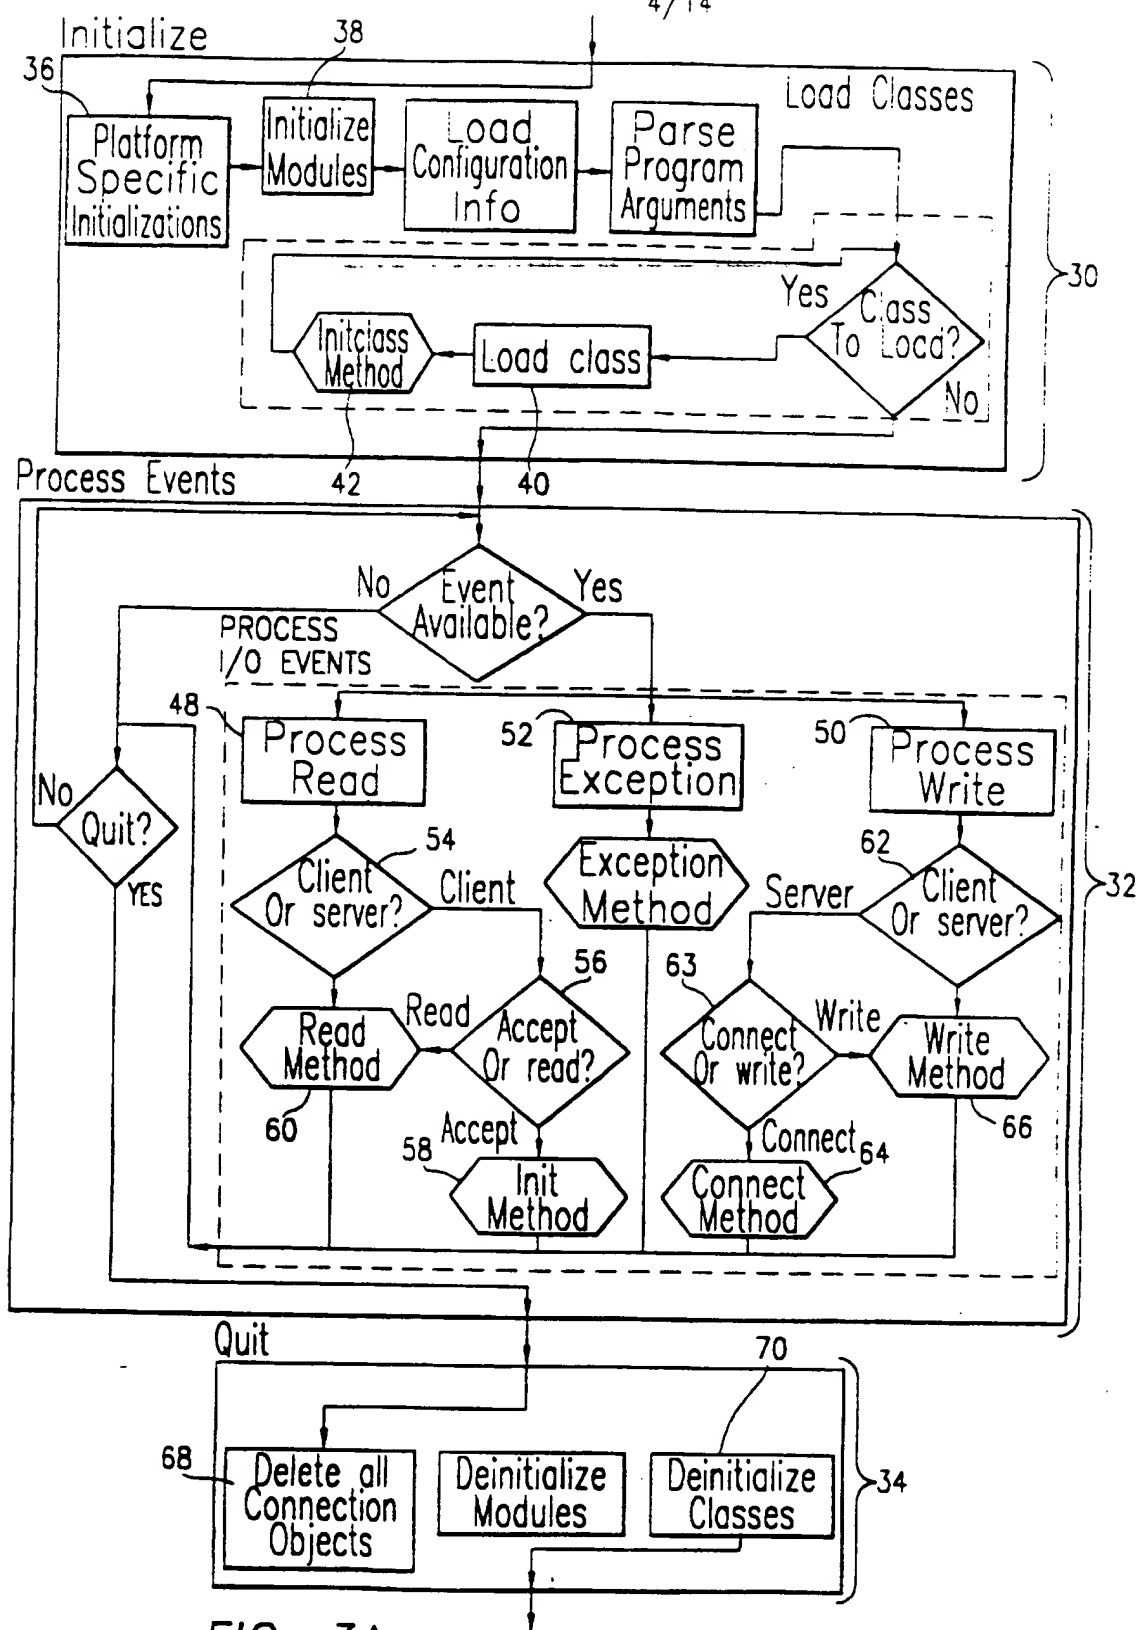 4/14
Initialize
38
36
Load Classes
Platform
Specific
Initializations
Initialize
Modules
Load
Configuration
Info
Parse
Program
Arguments
30
Yes
Class
To Load?
No
Initclass
Method
Load class
42
40
Process Events
No
Event
Available?
Yes
PROCESS
I/O EVENTS
48
Process
Read
52
Process
Exception
50
Process
Write
No
Quit?
YES
54
Client
Or server?
Client
Exception
Method
62
Server
Client
Or server?
32
56
63
Read
Method
Read
Accept
Or read?
Connect
Or write?
Write
Write
Method
60
Accept
58
Connect
64
66
Init
Method
Connect
Method
Quit
70
68
Delete all
Connection
Objects
Deinitialize
Modules
Deinitialize
Classes
34
FIG. 3A